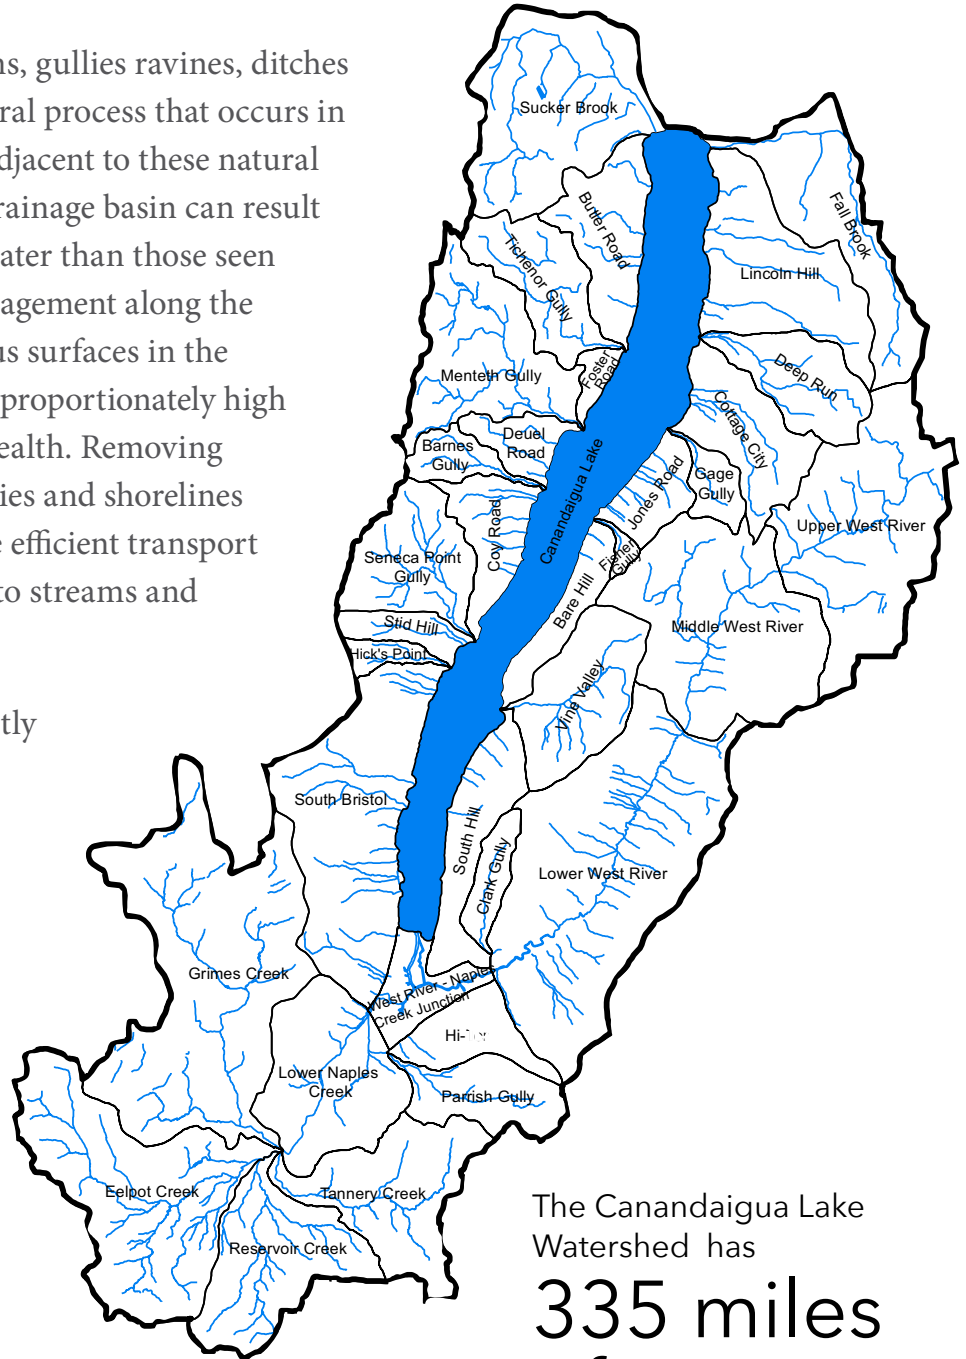 ns, gullies ravines, ditches
ral process that occurs in
djacent to these natural
rainage basin can result
ater than those seen
agement along the
us surfaces in the
proportionately high
ealth. Removing
ies and shorelines
e efficient transport
to streams and
tly
Sucker Brook
Butler Road
Fall Brook
Tichenor Gully
Lincoln Hill
Foster
Road
Deep Run
Menteth Gully
Cottage City
Deuel
Road
Barnes
Gully
Canandaigua Lake
Jones Road
Gage
Gully
Coy Road
Upper West River
Seneca Point
Gully
Fisher
Gully
Bare Hill
Stid Hill
Middle West River
Hick's Point
Vine Valley
South Bristol
South Hill
Clark Gully
Lower West River
Grimes Creek
West River - Naples
Creek Junction
Hi-Tor
Lower Naples
Creek
Parrish Gully
Eelpot Creek
Tannery Creek
Reservoir Creek
The Canandaigua Lake
Watershed has
335 miles